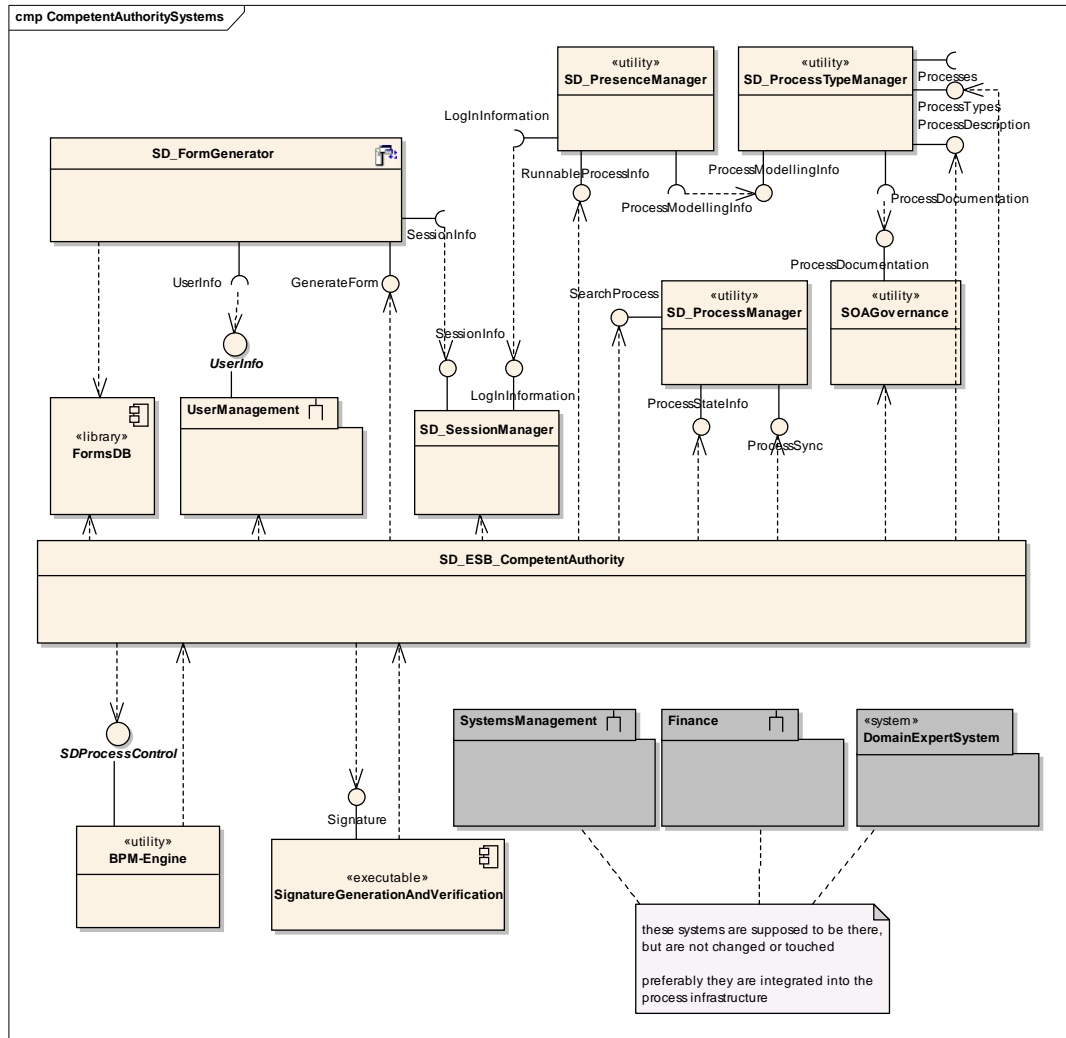 cmp CompetentAuthoritySystems
«utility»
SD_PresenceManager
«utility»
SD_ProcessTypeManager
Processes
ProcessTypes
ProcessDescription
LogInInformation
SD_FormGenerator
RunnableProcessInfo
ProcessModellingInfo
ProcessModellingInfo
ProcessDocumentation
SessionInfo
UserInfo
GenerateForm
ProcessDocumentation
SearchProcess
«utility»
SD_ProcessManager
«utility»
SOAGovernance
SessionInfo
UserInfo
LogInInformation
ProcessStateInfo
ProcessSync
«library»
FormsDB
UserManagement
SD_SessionManager
SD_ESB_CompetentAuthority
SDProcessControl
Signature
SystemsManagement
Finance
«system»
DomainExpertSystem
«utility»
BPM-Engine
«executable»
SignatureGenerationAndVerification
these systems are supposed to be there,
but are not changed or touched
preferably they are integrated into the
process infrastructure